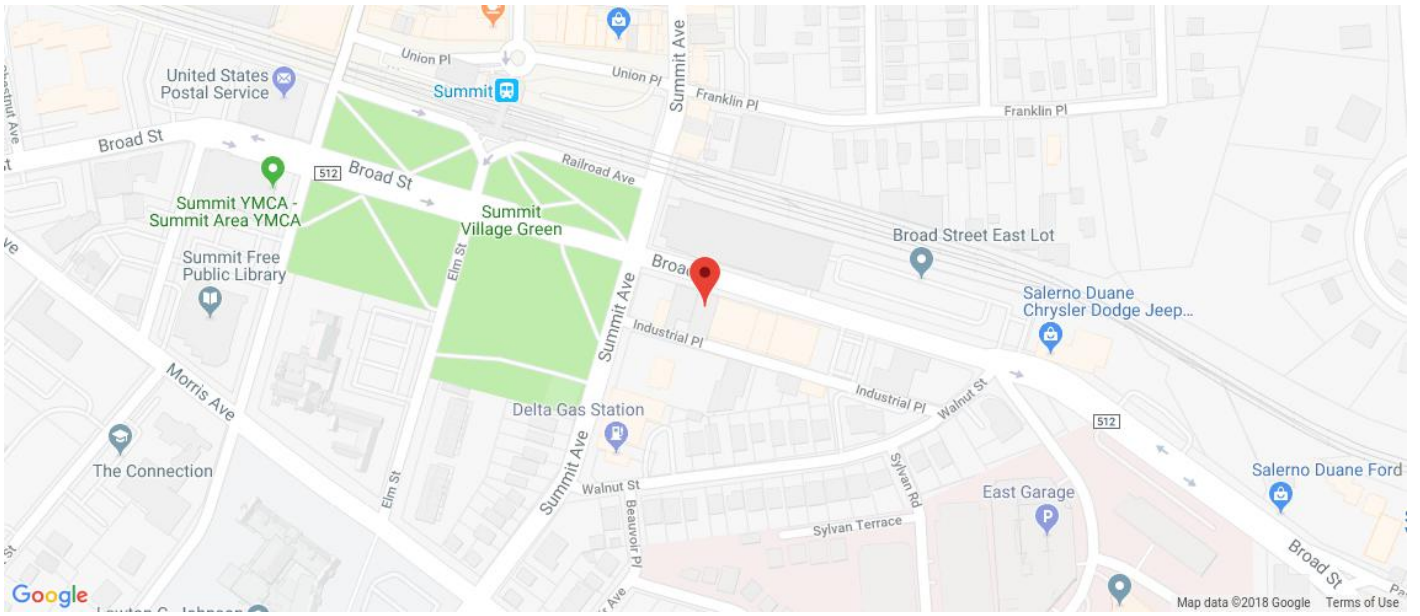 Union Pl
Summit Ave
United States
Postal Service
Summit
Union Pl
Franklin Pl
Franklin Pl
Chestnut Ave
Broad St
St
512
Broad St
Railroad Ave
Summit YMCA -
Summit Area YMCA
Summit
Village Green
Broad Street East Lot
Summit Free
Public Library
Elm St
Broad
Salerno Duane
Chrysler Dodge Jeep...
Summit Ave
Industrial Pl
Morris Ave
Industrial Pl
Walnut St
Delta Gas Station
512
The Connection
Summit Ave
Salerno Duane Ford
Elm St
Walnut St
Sylvan Rd
East Garage
Beauvoir Pl
Sylvan Terrace
Broad St
Google
Map data ©2018 Google
Terms of Use